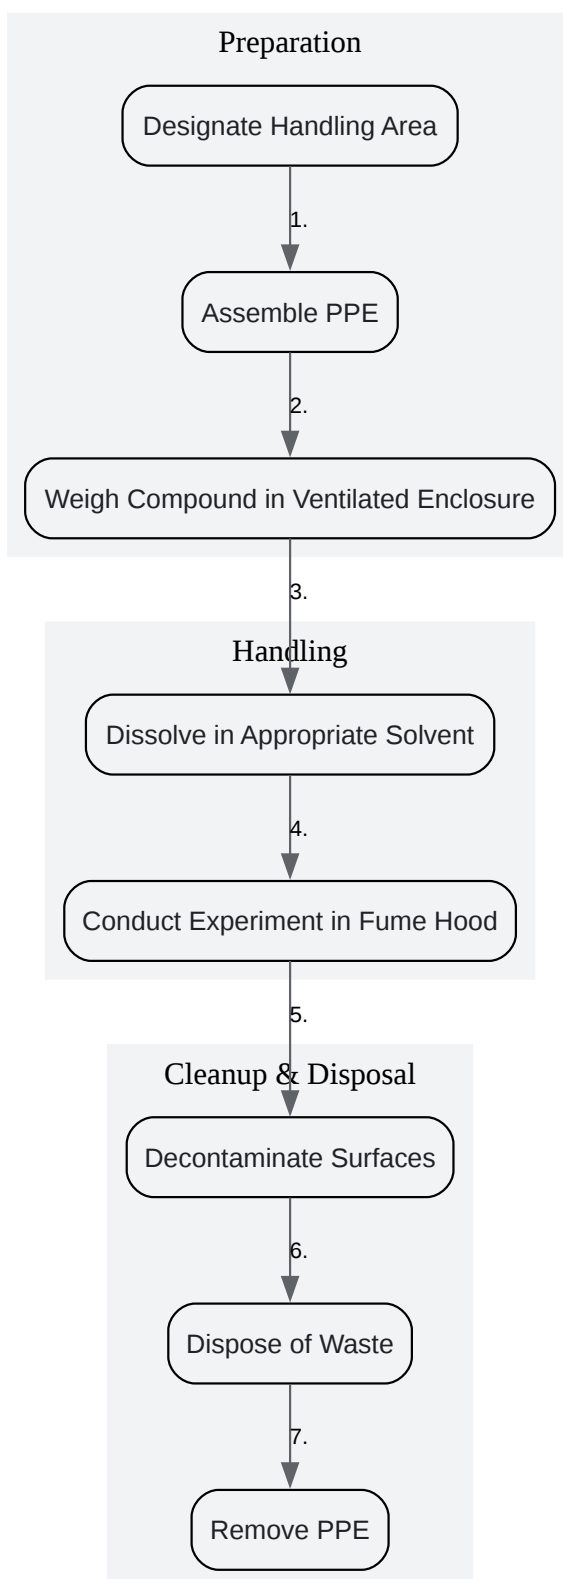 Preparation
Designate Handling Area
1.
Assemble PPE
2.
Weigh Compound in Ventilated Enclosure
3.
Handling
Dissolve in Appropriate Solvent
4.
Conduct Experiment in Fume Hood
5.
Cleanup & Disposal
Decontaminate Surfaces
6.
Dispose of Waste
7.
Remove PPE